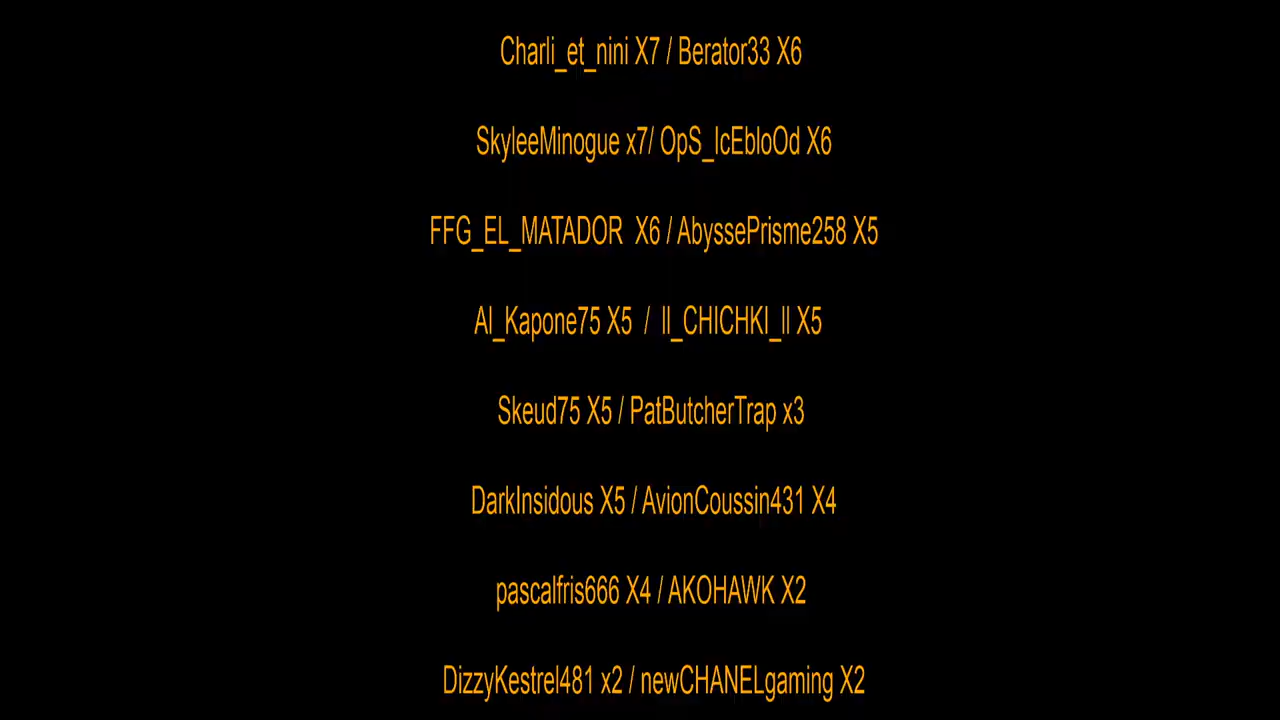 Charli_et_nini X7 / Berator33 X6
SkyleeMinogue x7/ OpS_IcEbloOd X6
FFG_EL_MATADOR  X6 / AbyssePrisme258 X5
Al_Kapone75 X5  /  ll_CHICHKI_ll X5
Skeud75 X5 / PatButcherTrap x3
DarkInsidous X5 / AvionCoussin431 X4
pascalfris666 X4 / AKOHAWK X2
DizzyKestrel481 x2 / newCHANELgaming X2